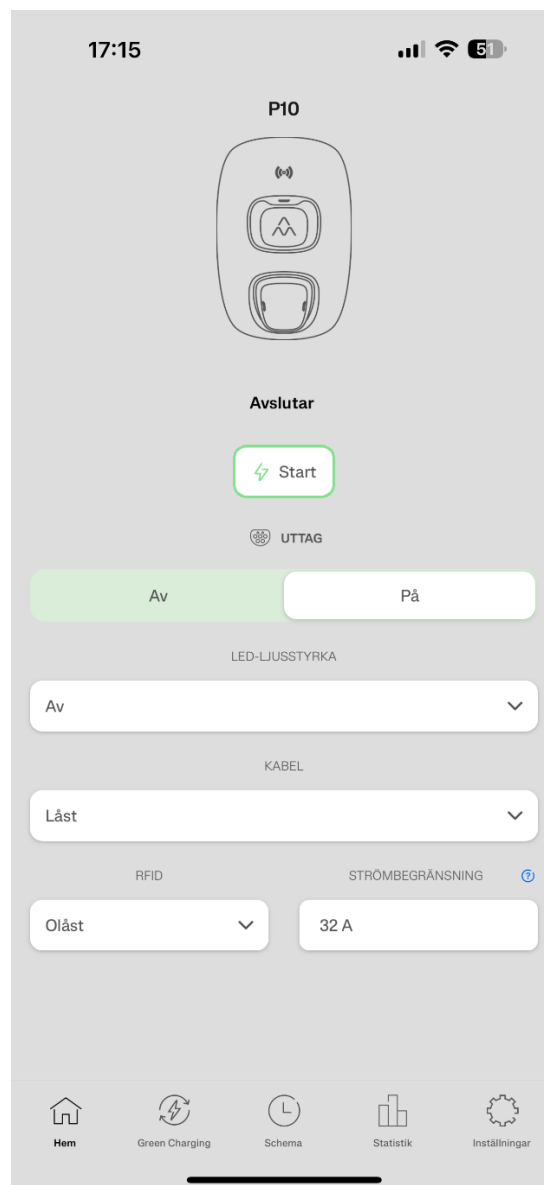 17:15
51
P10
Avslutar
Start
UTTAG
Av
På
LED-LJUSSTYRKA
Av
KABEL
Låst
RFID
STRÖMBEGRÄNSNING ?
Olåst
32 A
Hem
Green Charging
Schema
Statistik
Inställningar